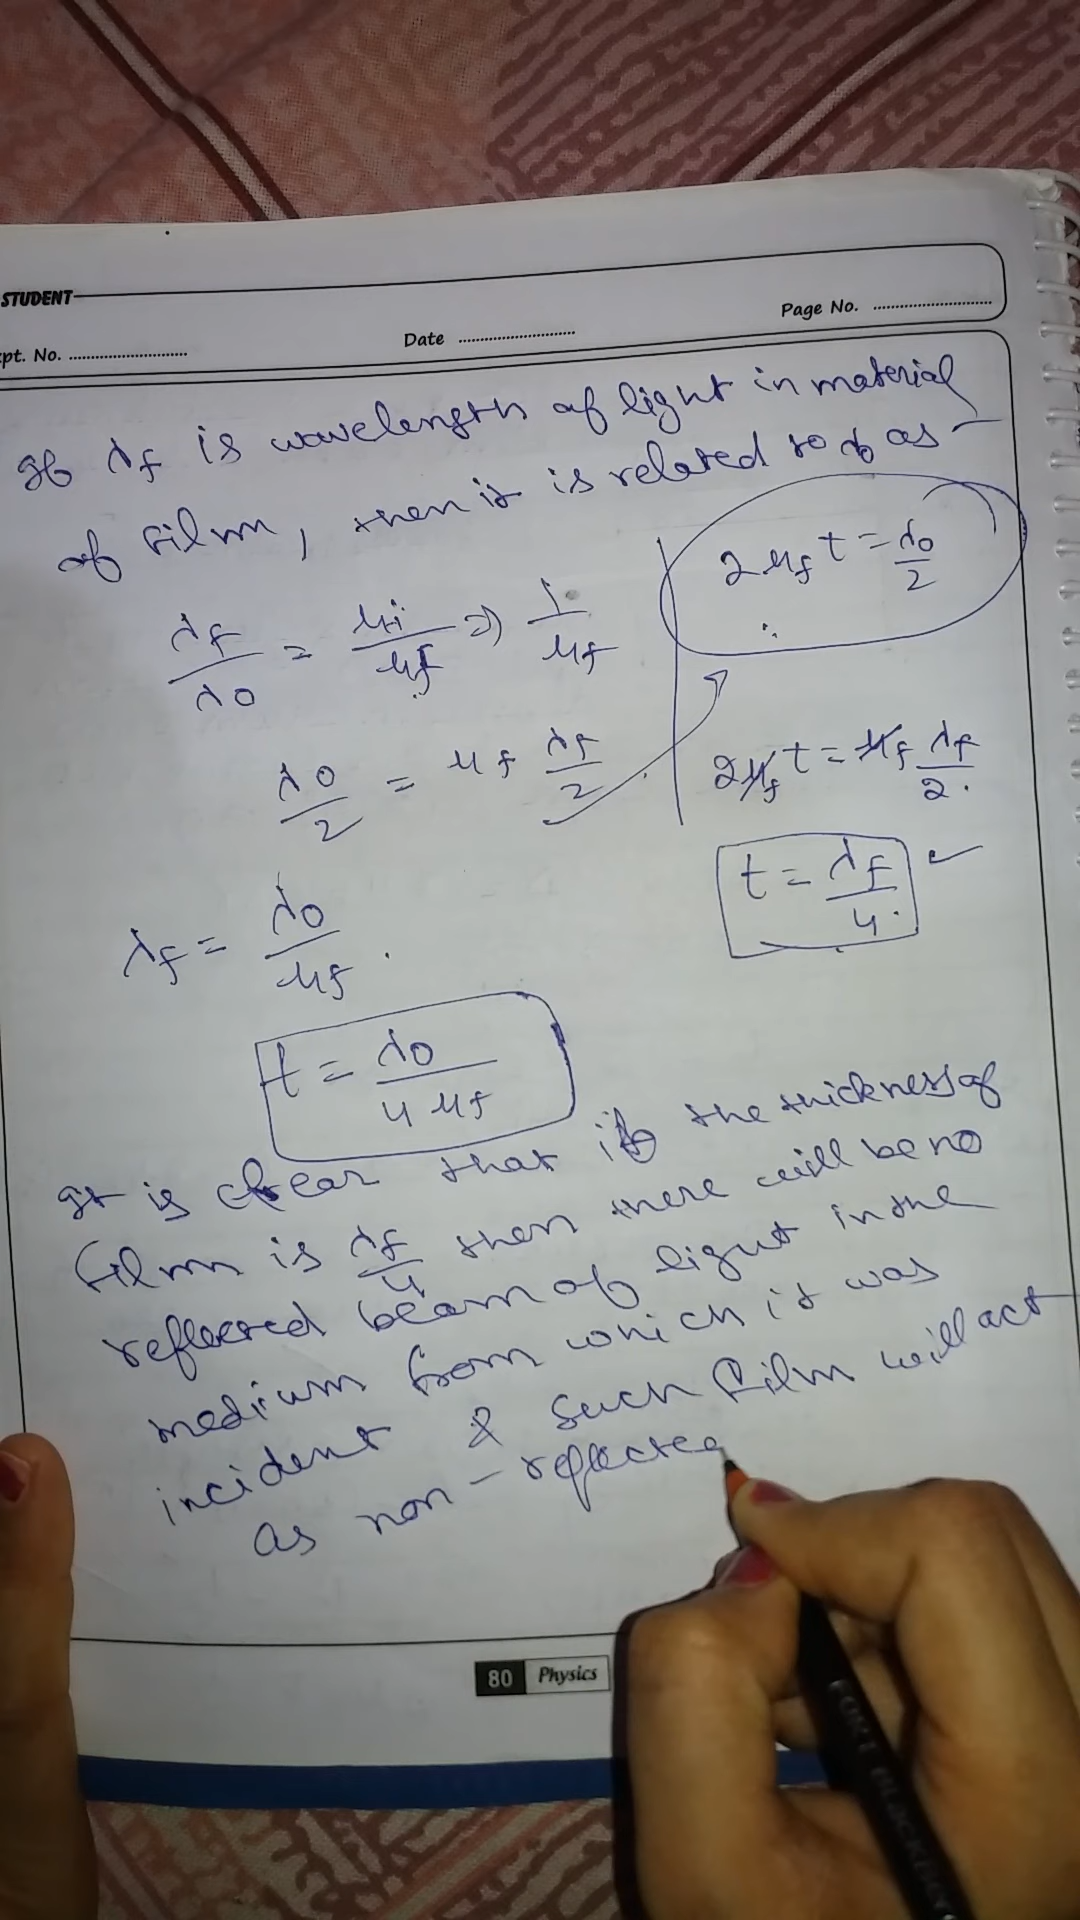 STUDENT
pt. No. ............................
Date ............................
Page No. ............................
If λf is wavelength of light in material
of film, then it is related to λo as
λf/λo = μi/μf ⇒ 1/μf
2μf t = λo/2
λo/2 = μf λf/2
2μf t = μf λf/2.
t = λf/4.
λf = λo/μf.
t = λo/4μf
It is clear that if the thickness of
film is λf/4 then there will be no
reflected beam of light in the
medium from which it was
incident & such film will act
as non-reflected
80 Physics